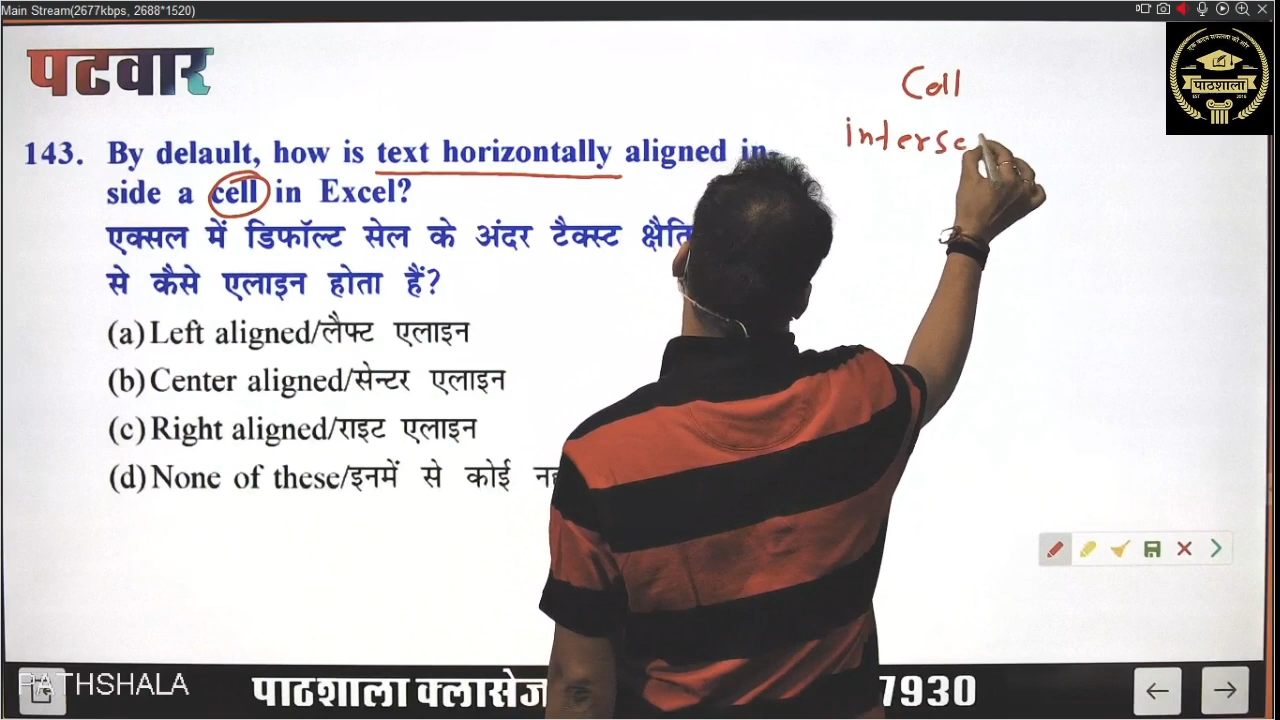 Main Stream(2677kbps, 2688*1520)
पटवार
पाठशाला
EST 2016
Cell
interse
143. By delault, how is text horizontally aligned in
side a cell in Excel?
एक्सल में डिफॉल्ट सेल के अंदर टैक्स्ट
से कैसे एलाइन होता हैं?
(a) Left aligned/लैफ्ट एलाइन
(b) Center aligned/सेन्टर एलाइन
(c) Right aligned/राइट एलाइन
(d) None of these/इनमें से कोई
PATHSHALA
पाठशाला क्लासेज 7930